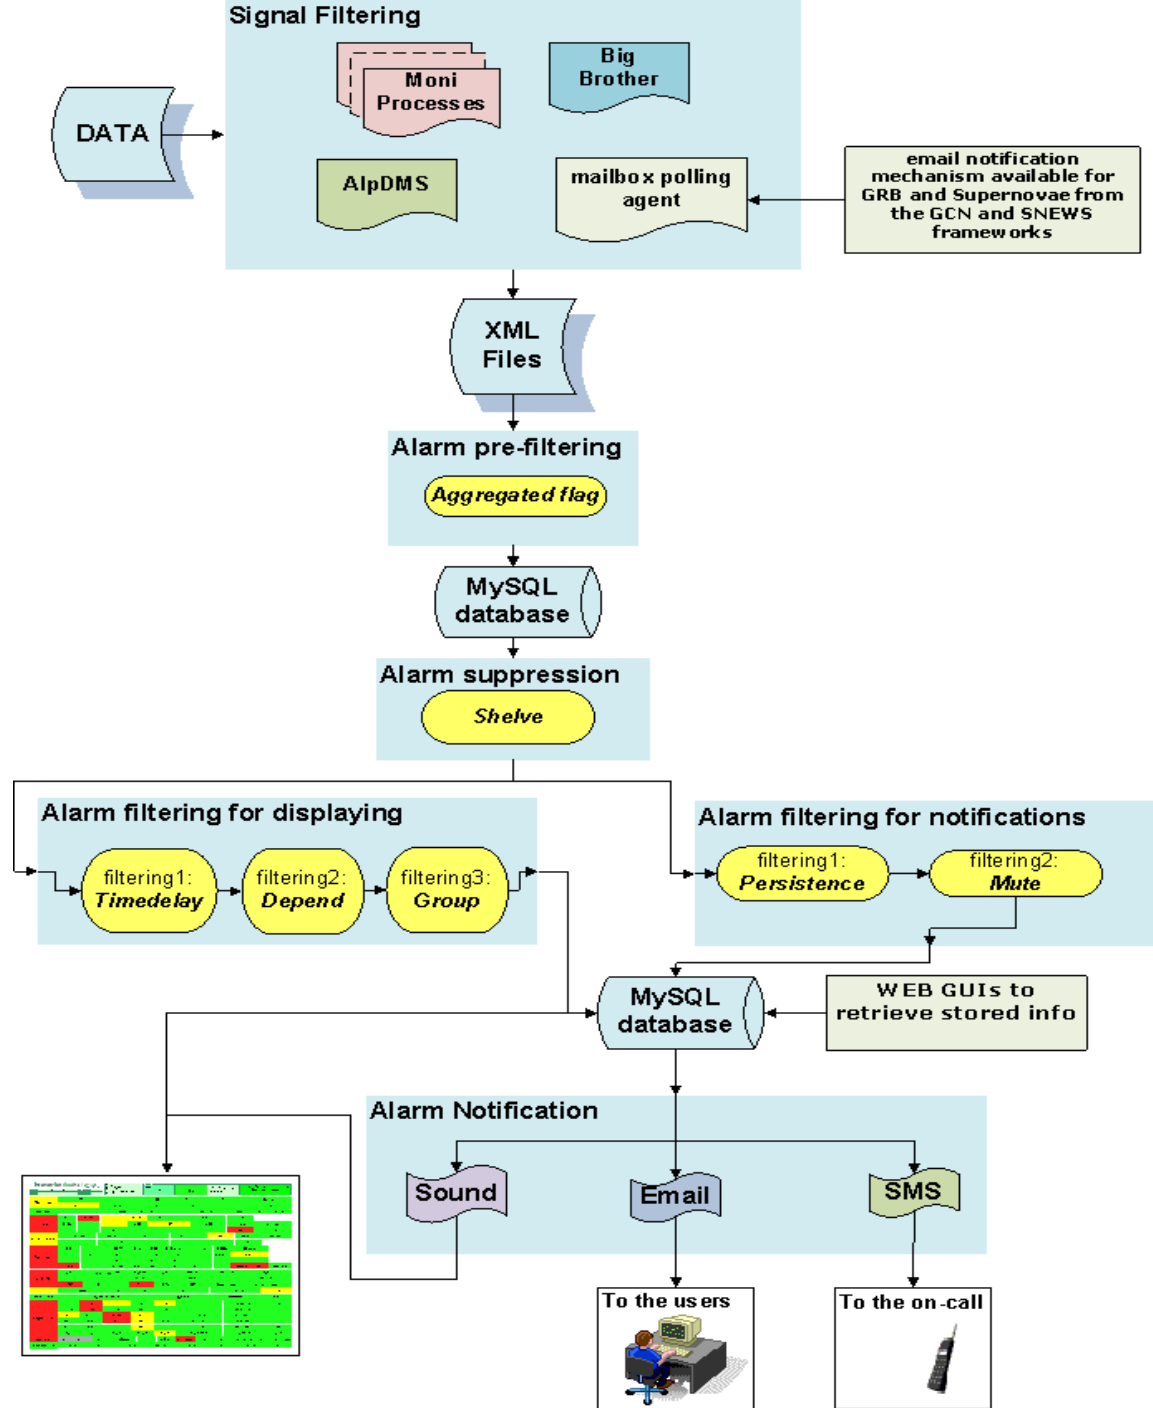 Signal Filtering
Moni
Processes
Big
Brother
DATA
AlpDMS
mailbox polling
agent
email notification
mechanism available for
GRB and Supernovae from
the GCN and SNEWS
frameworks
XML
Files
Alarm pre-filtering
Aggregated flag
MySQL
database
Alarm suppression
Shelve
Alarm filtering for displaying
filtering1:
Timedelay
filtering2:
Depend
filtering3:
Group
Alarm filtering for notifications
filtering1:
Persistence
filtering2:
Mute
MySQL
database
WEB GUIs to
retrieve stored info
Alarm Notification
Sound
Email
SMS
To the users
To the on-call